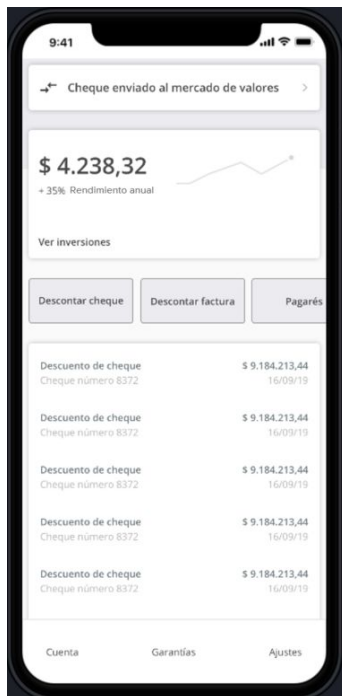 9:41
Cheque enviado al mercado de valores
$ 4.238,32
+ 35% Rendimiento anual
Ver inversiones
Descontar cheque Descontar factura Pagarés
Descuento de cheque $ 9.184.213,44
Cheque número 8372 16/09/19
Descuento de cheque $ 9.184.213,44
Cheque número 8372 16/09/19
Descuento de cheque $ 9.184.213,44
Cheque número 8372 16/09/19
Descuento de cheque $ 9.184.213,44
Cheque número 8372 16/09/19
Descuento de cheque $ 9.184.213,44
Cheque número 8372 16/09/19
Cuenta Garantías Ajustes